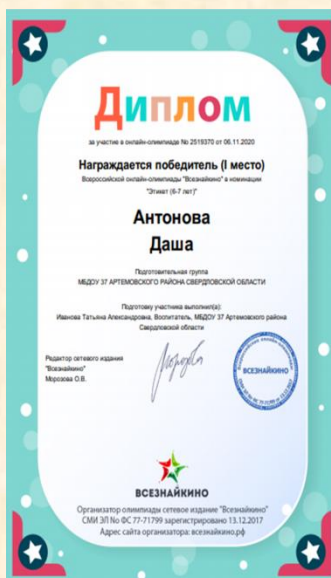 Диплом
за участие в онлайн-олимпиаде № 2519370 от 06.11.2020
Награждается победитель (I место)
Всероссийской онлайн-олимпиады "Всезнайкино" в номинации
"Этикет (6-7 лет)"
Антонова
Даша
Подготовительная группа
МБДОУ 37 АРТЕМОВСКОГО РАЙОНА СВЕРДЛОВСКОЙ ОБЛАСТИ
Подготовку участника выполнил(а):
Иванова Татьяна Александровна, Воспитатель, МБДОУ 37 Артемовского района
Свердловской области
Редактор сетевого издания
"Всезнайкино"
Морозова О.В.
ВСЕЗНАЙКИНО
ВСЕЗНАЙКИНО
Организатор олимпиады сетевое издание "Всезнайкино"
СМИ ЭЛ № ФС 77-71799 зарегистрировано 13.12.2017
Адрес сайта организатора: всезнайкино.рф